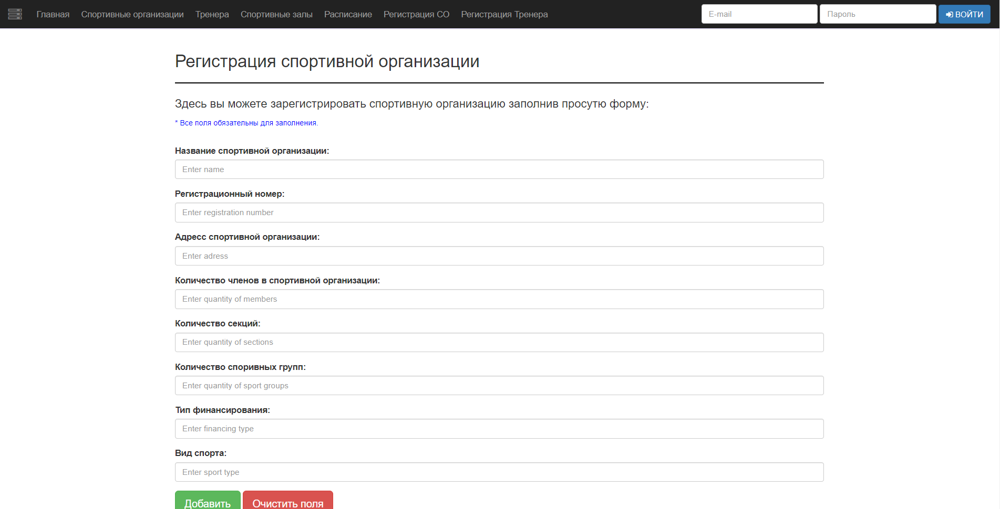 Главная Спортивные организации Тренера Спортивные залы Расписание Регистрация СО Регистрация Тренера E-mail Пароль ВОЙТИ
Регистрация спортивной организации
Здесь вы можете зарегистрировать спортивную организацию заполнив просутю форму:
* Все поля обязательны для заполнения.
Название спортивной организации:
Enter name
Регистрационный номер:
Enter registration number
Адресс спортивной организации:
Enter adress
Количество членов в спортивной организации:
Enter quantity of members
Количество секций:
Enter quantity of sections
Количество споривных групп:
Enter quantity of sport groups
Тип финансирования:
Enter financing type
Вид спорта:
Enter sport type
Добавить Очистить поля